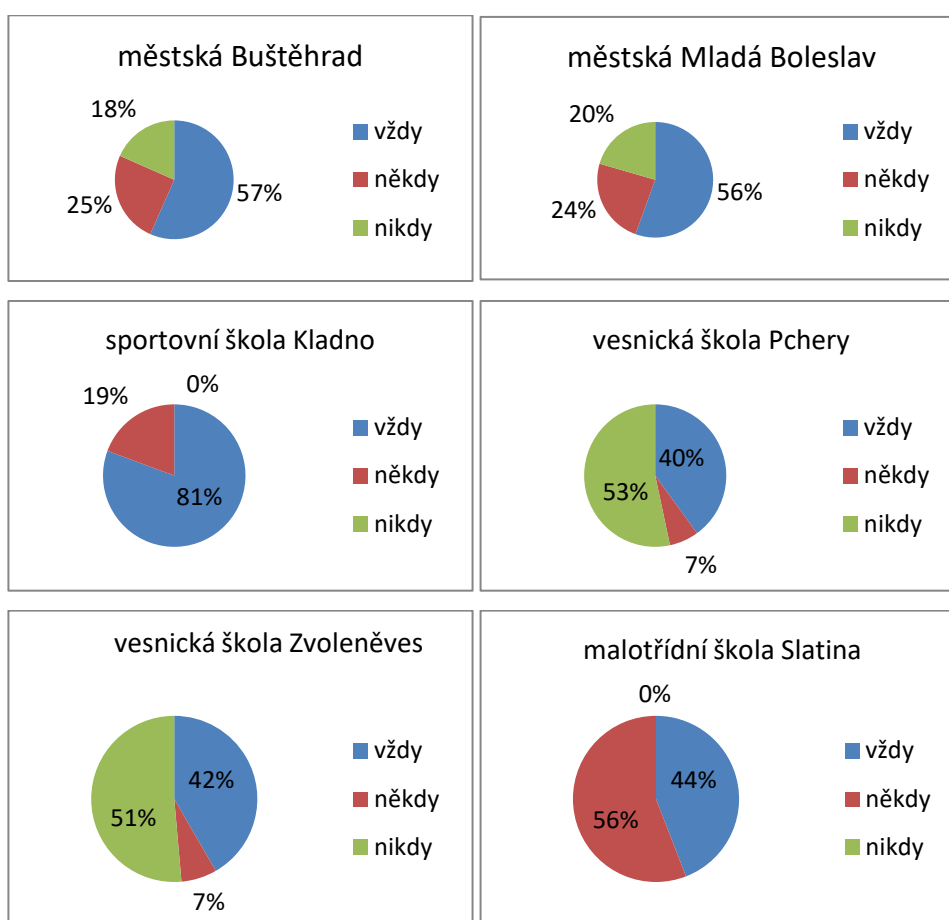 městská Buštěhrad
18%
25%
57%
vždy
někdy
nikdy
městská Mladá Boleslav
20%
24%
56%
vždy
někdy
nikdy
sportovní škola Kladno
0%
19%
81%
vždy
někdy
nikdy
vesnická škola Pchery
40%
53%
7%
vždy
někdy
nikdy
vesnická škola Zvoleněves
42%
51%
7%
vždy
někdy
nikdy
malotřídní škola Slatina
0%
44%
56%
vždy
někdy
nikdy